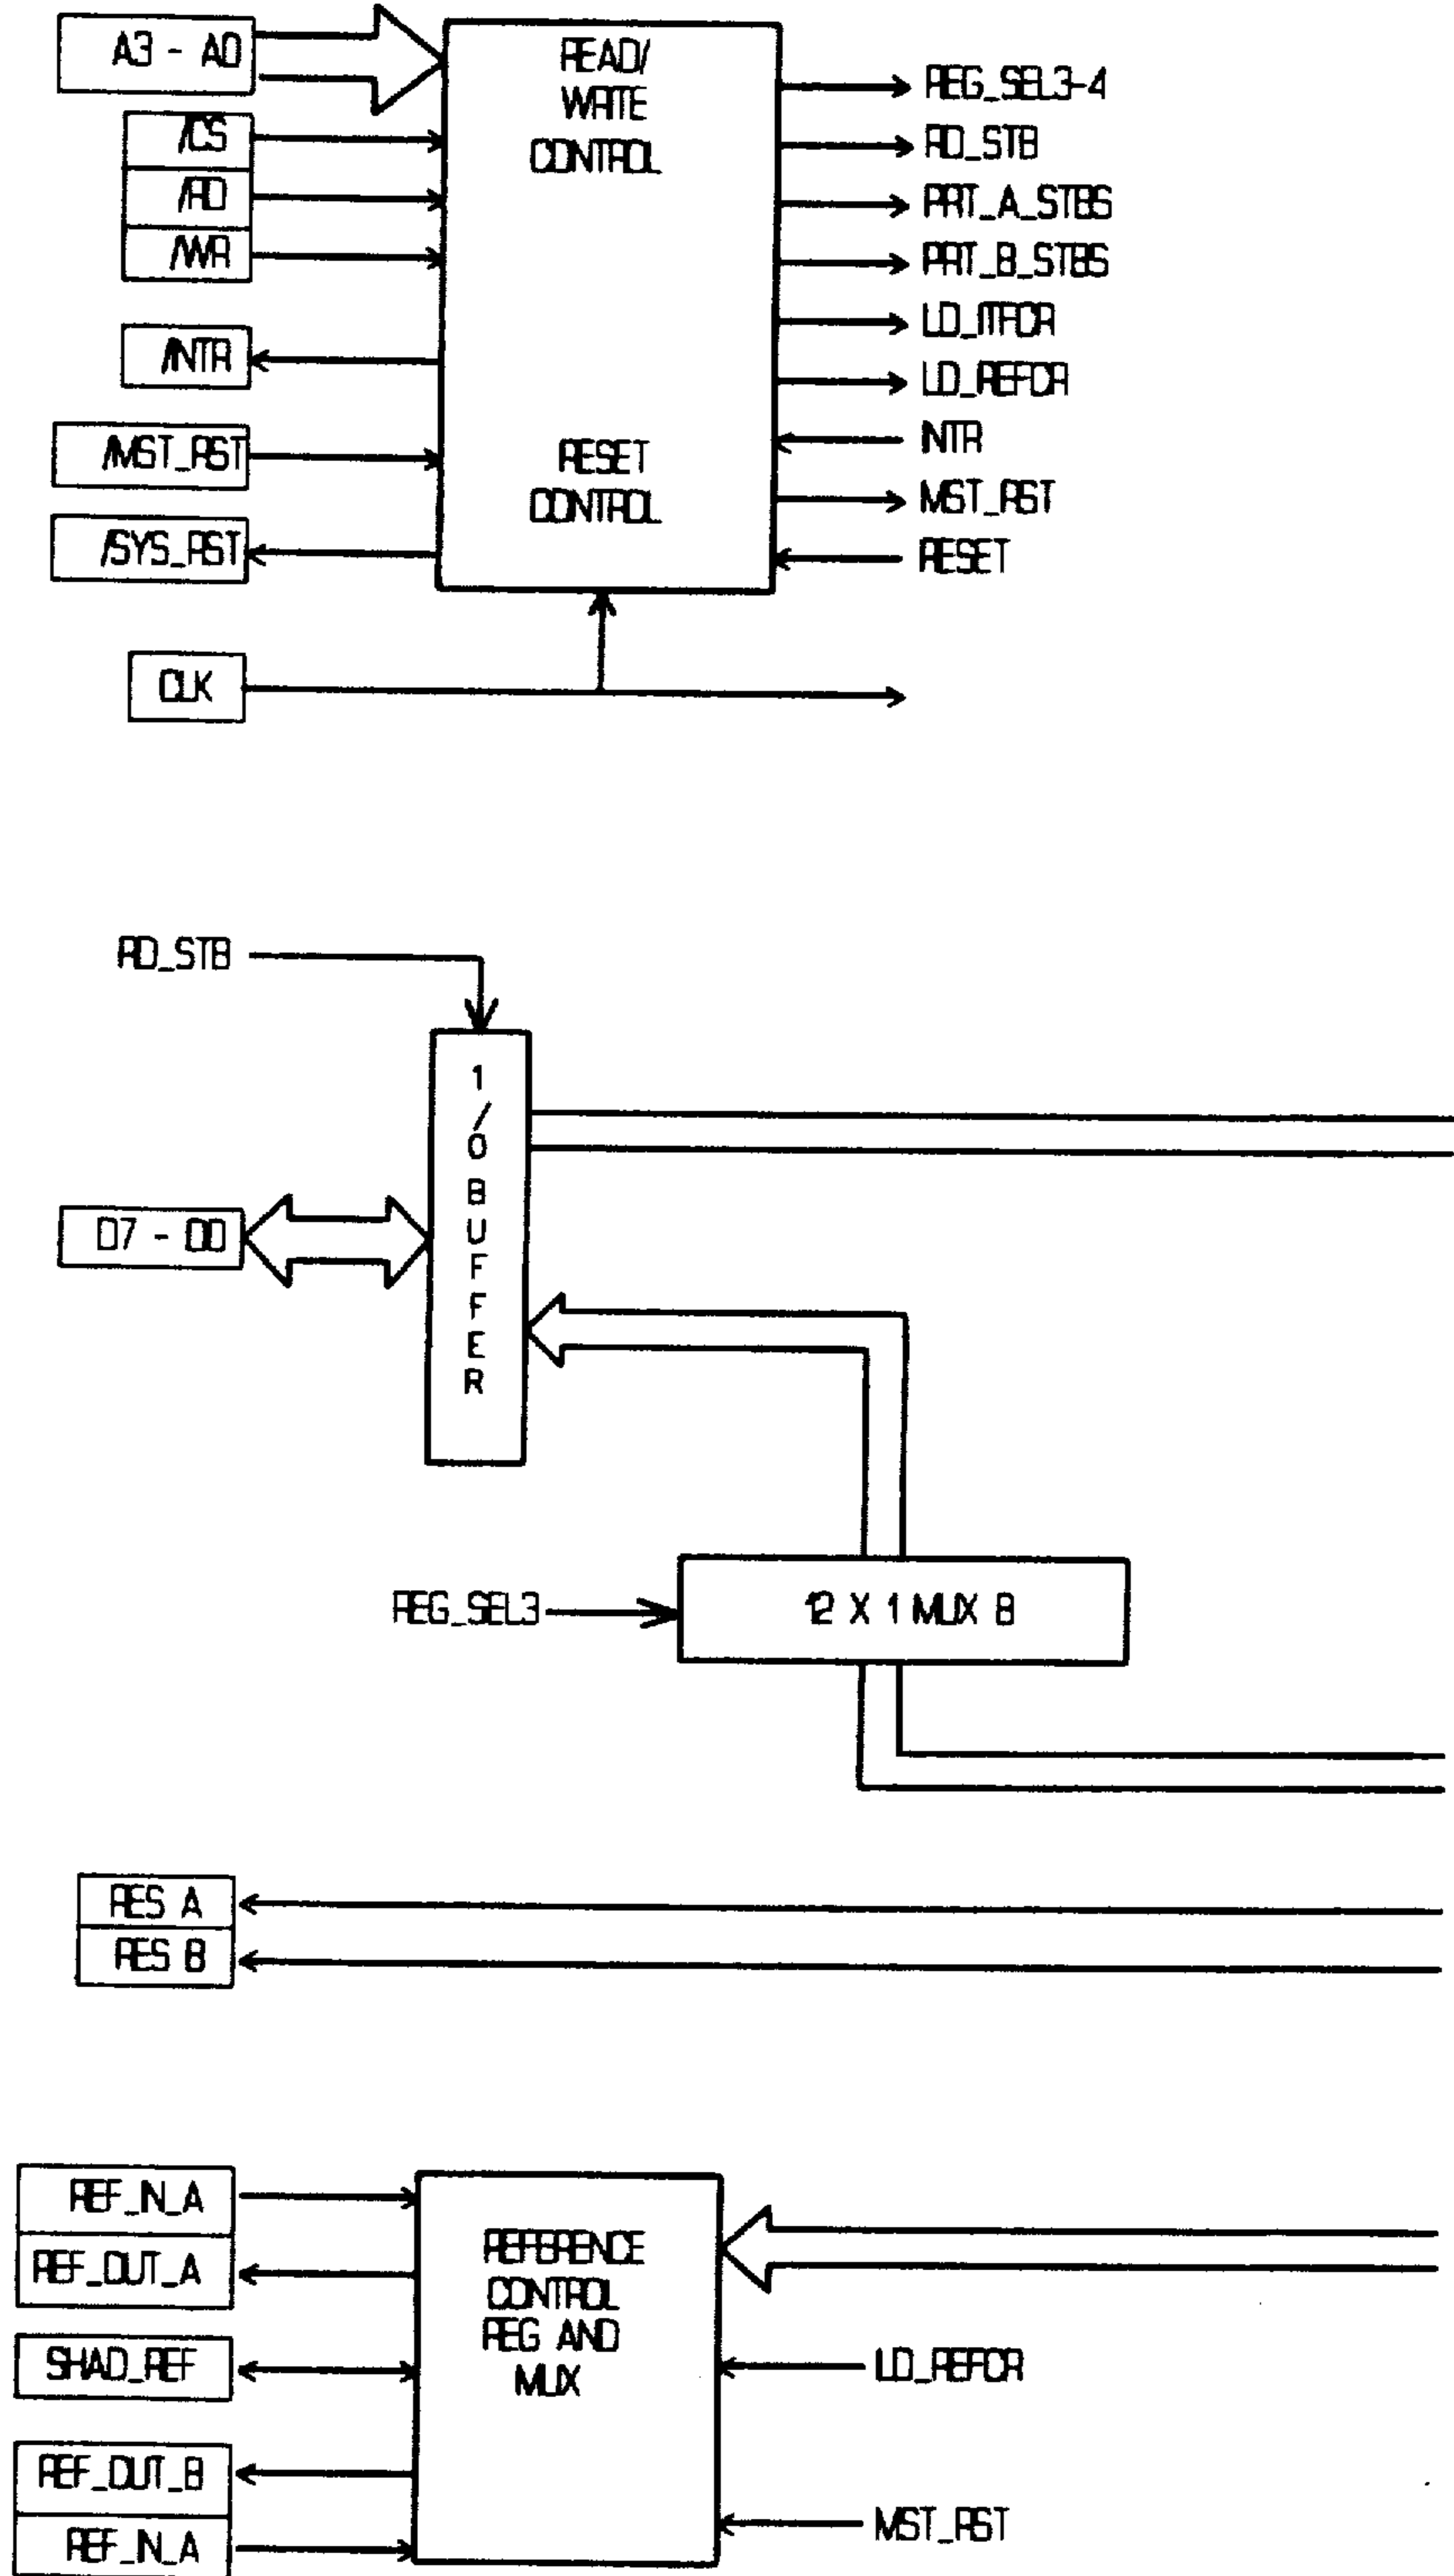 A3 - A0
/CS
/RD
/WR
/INTR
/MST_RST
/SYS_RST
CLK
READ/
WRITE
CONTROL
RESET
CONTROL
REG_SEL3-4
RD_STB
PRT_A_STBS
PRT_B_STBS
LD_ITFCR
LD_REFCR
INTR
MST_RST
RESET
RD_STB
1/0 BUFFER
D7 - D0
REG_SEL3
12 X 1 MUX B
RES A
RES B
REF_IN_A
REF_OUT_A
SHAD_REF
REF_OUT_B
REF_IN_A
REFERENCE
CONTROL
REG AND
MUX
LD_REFCR
MST_RST